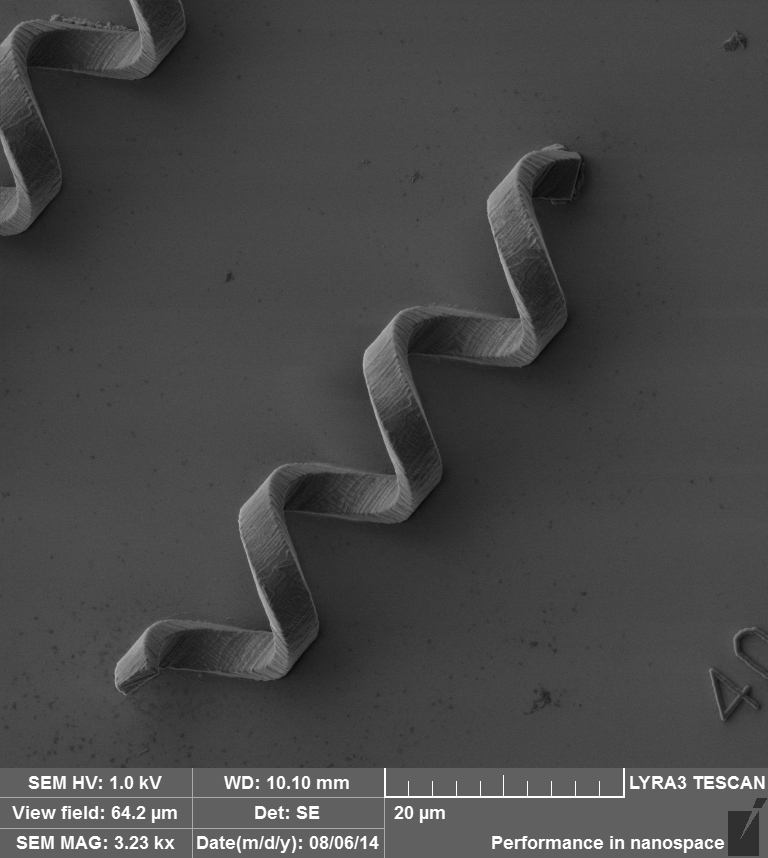 40
SEM HV: 1.0 kV
WD: 10.10 mm
LYRA3 TESCAN
View field: 64.2 µm
Det: SE
20 µm
SEM MAG: 3.23 kx
Date(m/d/y): 08/06/14
Performance in nanospace